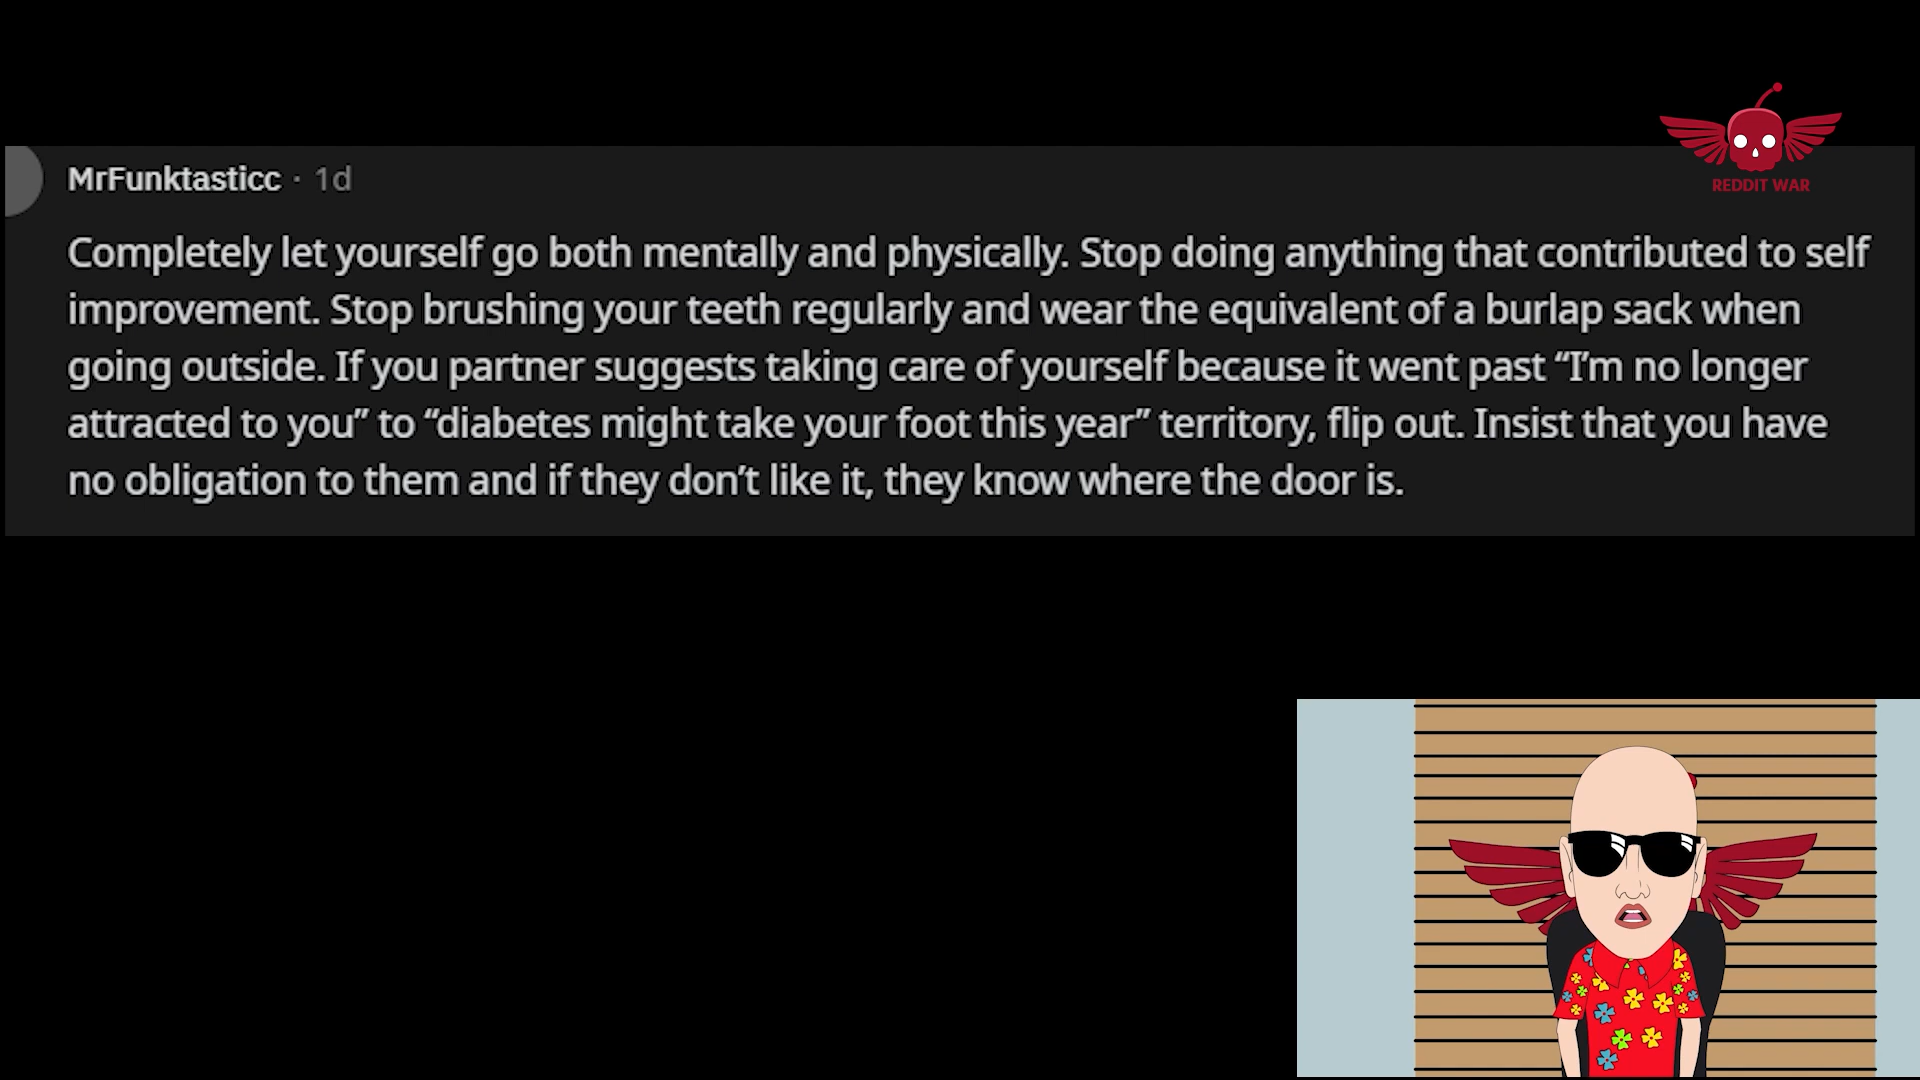 REDDIT WAR
MrFunktasticc · 1d
Completely let yourself go both mentally and physically. Stop doing anything that contributed to self
improvement. Stop brushing your teeth regularly and wear the equivalent of a burlap sack when
going outside. If you partner suggests taking care of yourself because it went past “I’m no longer
attracted to you” to “diabetes might take your foot this year” territory, flip out. Insist that you have
no obligation to them and if they don’t like it, they know where the door is.